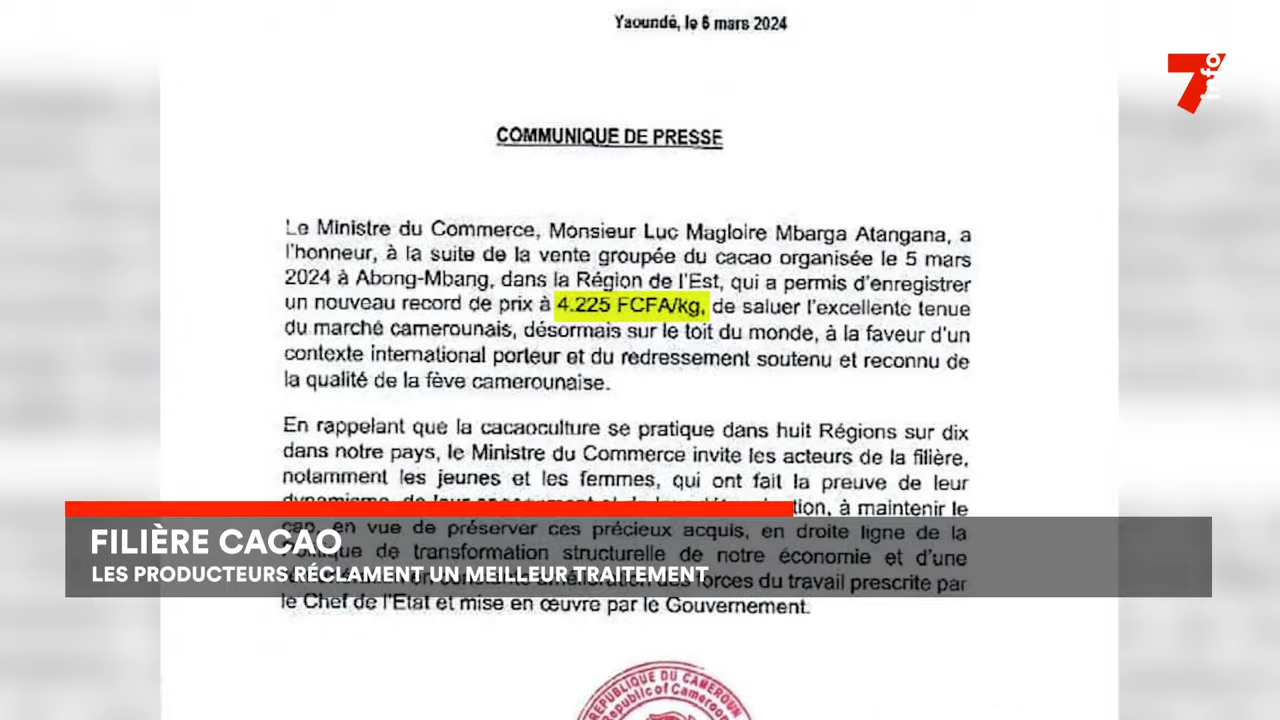 Yaoundé, le 6 mars 2024
7 info
COMMUNIQUE DE PRESSE
Le Ministre du Commerce, Monsieur Luc Magloire Mbarga Atangana, a
l'honneur, à la suite de la vente groupée du cacao organisée le 5 mars
2024 à Abong-Mbang, dans la Région de l'Est, qui a permis d'enregistrer
un nouveau record de prix à 4.225 FCFA/kg, de saluer l'excellente tenue
du marché camerounais, désormais sur le toit du monde, à la faveur d'un
contexte international porteur et du redressement soutenu et reconnu de
la qualité de la fève camerounaise.
En rappelant que la cacaoculture se pratique dans huit Régions sur dix
dans notre pays, le Ministre du Commerce invite les acteurs de la filière,
notamment les jeunes et les femmes, qui ont fait la preuve de leur
dynamisme, de leur tion, à maintenir le
cap, en vue de préserver ces précieux acquis, en droite ligne de la
Politique de transformation structurelle de notre économie et d'une
forces du travail prescrite par
le Chef de l'Etat et mise en œuvre par le Gouvernement.
FILIÈRE CACAO
LES PRODUCTEURS RÉCLAMENT UN MEILLEUR TRAITEMENT
REPUBLIQUE DU CAMEROUN
Republic of Cameroon